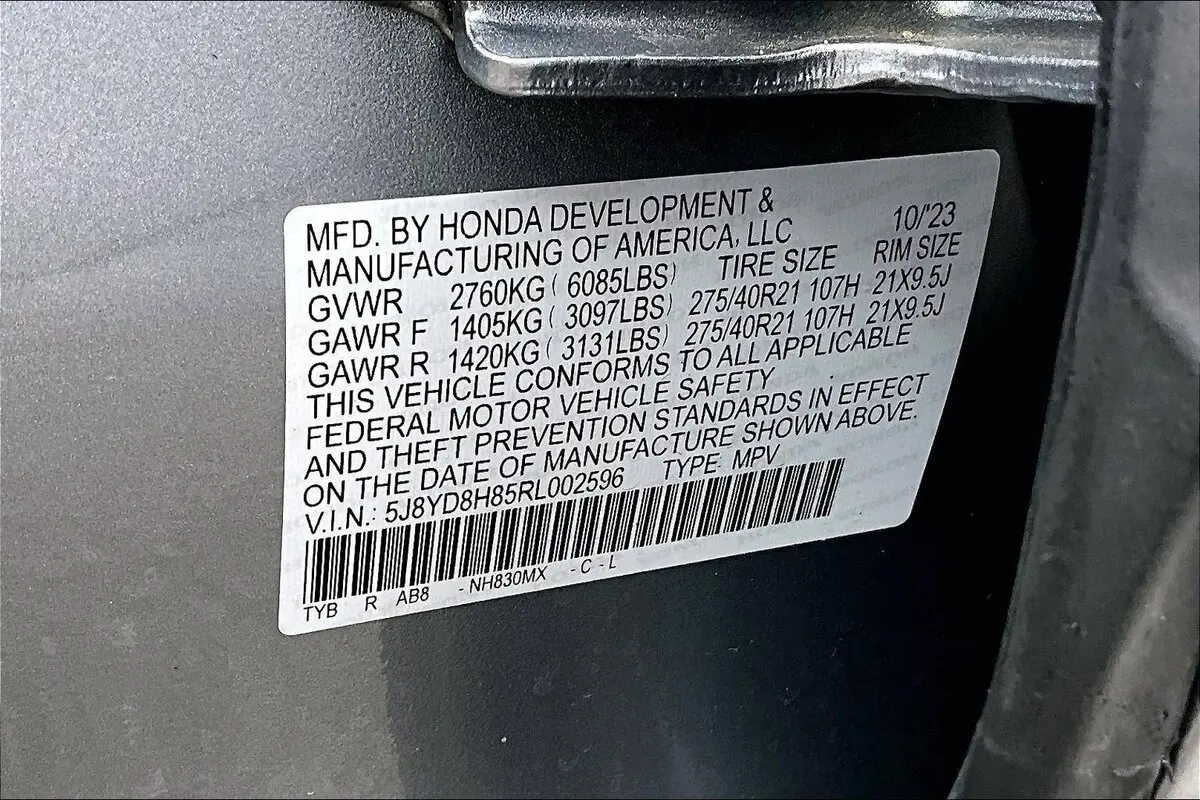 MFD. BY HONDA DEVELOPMENT &
MANUFACTURING OF AMERICA, LLC 10/'23
GVWR 2760KG ( 6085LBS) TIRE SIZE RIM SIZE
GAWR F 1405KG ( 3097LBS) 275/40R21 107H 21X9.5J
GAWR R 1420KG ( 3131LBS) 275/40R21 107H 21X9.5J
THIS VEHICLE CONFORMS TO ALL APPLICABLE
FEDERAL MOTOR VEHICLE SAFETY
AND THEFT PREVENTION STANDARDS IN EFFECT
ON THE DATE OF MANUFACTURE SHOWN ABOVE.
V.I.N.: 5J8YD8H85RL002596 TYPE: MPV
TYB R AB8 - NH830MX - C - L